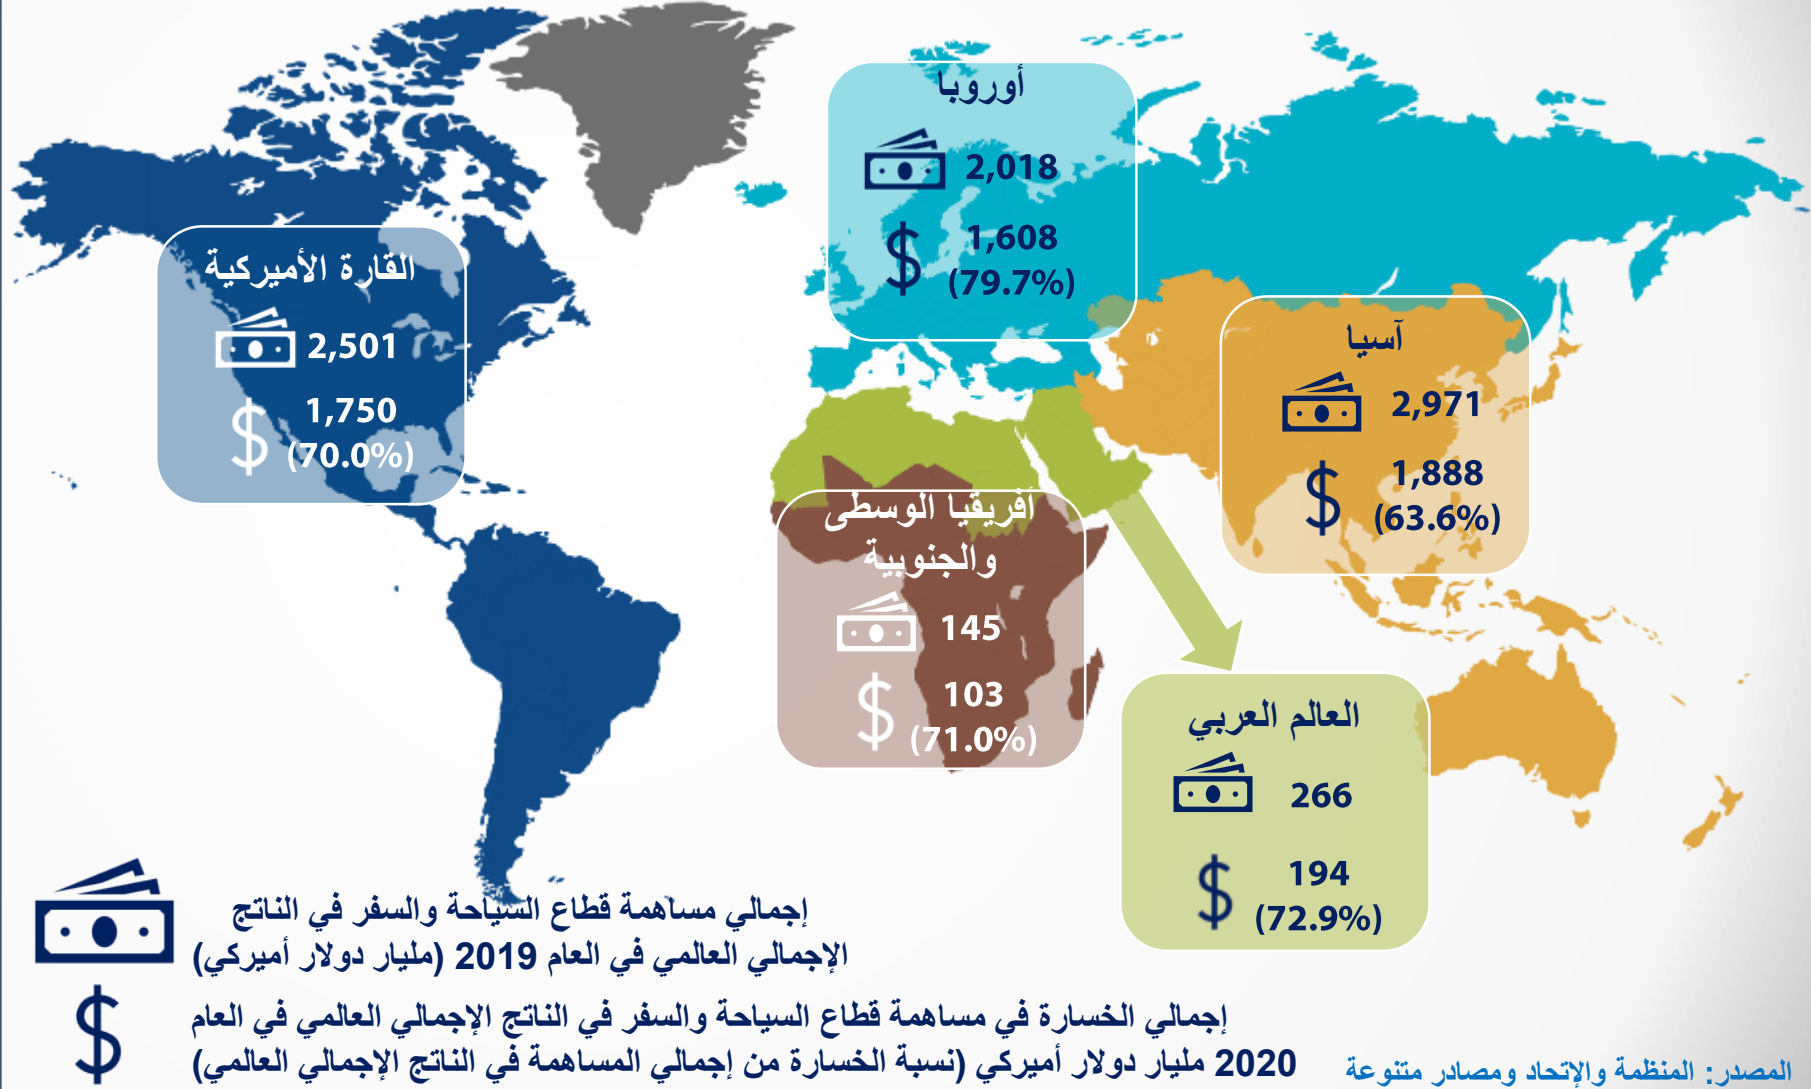 أوروبا
2,018
1,608
(79.7%)
القارة الأميركية
2,501
1,750
(70.0%)
آسيا
2,971
1,888
(63.6%)
أفريقيا الوسطى
والجنوبية
145
103
(71.0%)
العالم العربي
266
194
(72.9%)
إجمالي مساهمة قطاع السياحة والسفر في الناتج
الإجمالي العالمي في العام 2019 (مليار دولار أميركي)
إجمالي الخسارة في مساهمة قطاع السياحة والسفر في الناتج الإجمالي العالمي في العام
2020 مليار دولار أميركي (نسبة الخسارة من إجمالي المساهمة في الناتج الإجمالي العالمي)
المصدر: المنظمة والإتحاد ومصادر متنوعة